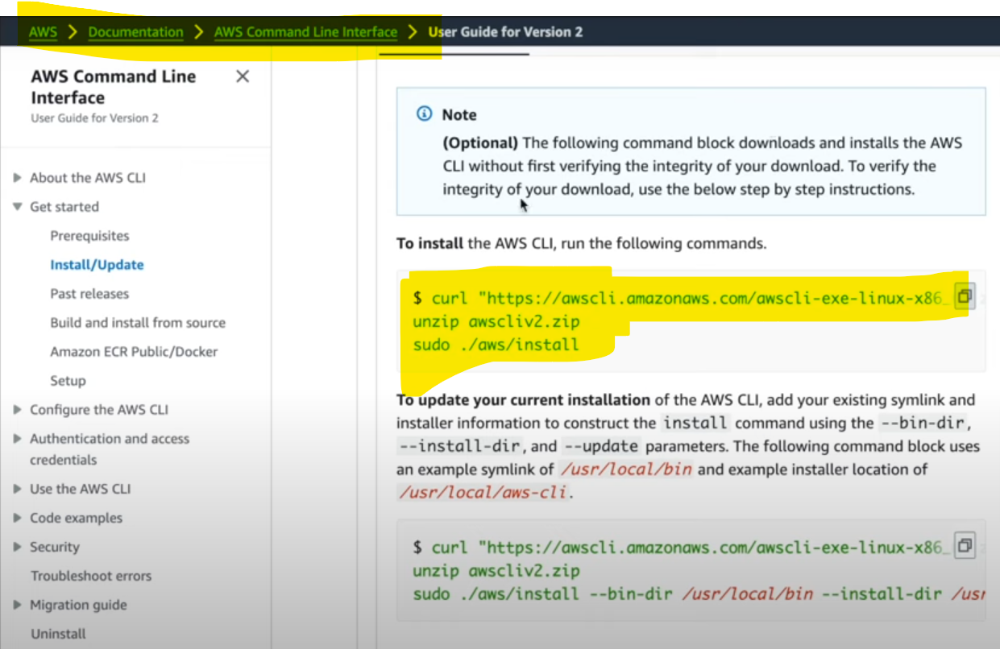 AWS > Documentation > AWS Command Line Interface > User Guide for Version 2
AWS Command Line
Interface
User Guide for Version 2
About the AWS CLI
Get started
Prerequisites
Install/Update
Past releases
Build and install from source
Amazon ECR Public/Docker
Setup
Configure the AWS CLI
Authentication and access
credentials
Use the AWS CLI
Code examples
Security
Troubleshoot errors
Migration guide
Uninstall
Note
(Optional) The following command block downloads and installs the AWS
CLI without first verifying the integrity of your download. To verify the
integrity of your download, use the below step by step instructions.
To install the AWS CLI, run the following commands.
$ curl "https://awscli.amazonaws.com/awscli-exe-linux-x86_
unzip awscliv2.zip
sudo ./aws/install
To update your current installation of the AWS CLI, add your existing symlink and
installer information to construct the install command using the --bin-dir,
--install-dir, and --update parameters. The following command block uses
an example symlink of /usr/local/bin and example installer location of
/usr/local/aws-cli.
$ curl "https://awscli.amazonaws.com/awscli-exe-linux-x86_
unzip awscliv2.zip
sudo ./aws/install --bin-dir /usr/local/bin --install-dir /usr